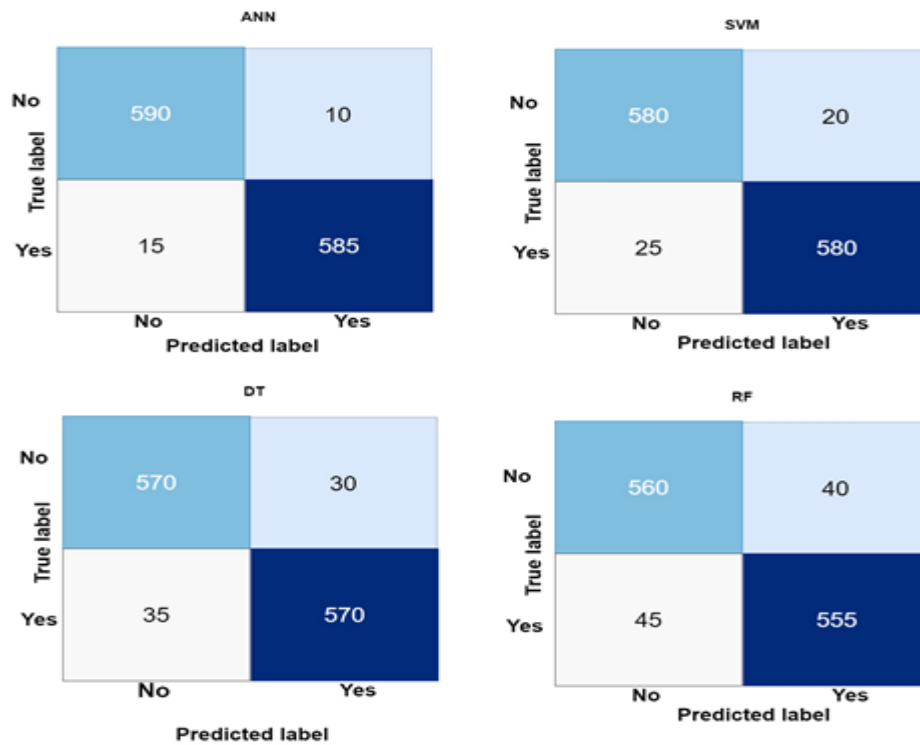 ANN
No
590 10
True label
Yes
15 585
No Yes
Predicted label
SVM
No
580 20
True label
Yes
25 580
No Yes
Predicted label
DT
No
570 30
True label
Yes
35 570
No Yes
Predicted label
RF
No
560 40
True label
Yes
45 555
No Yes
Predicted label